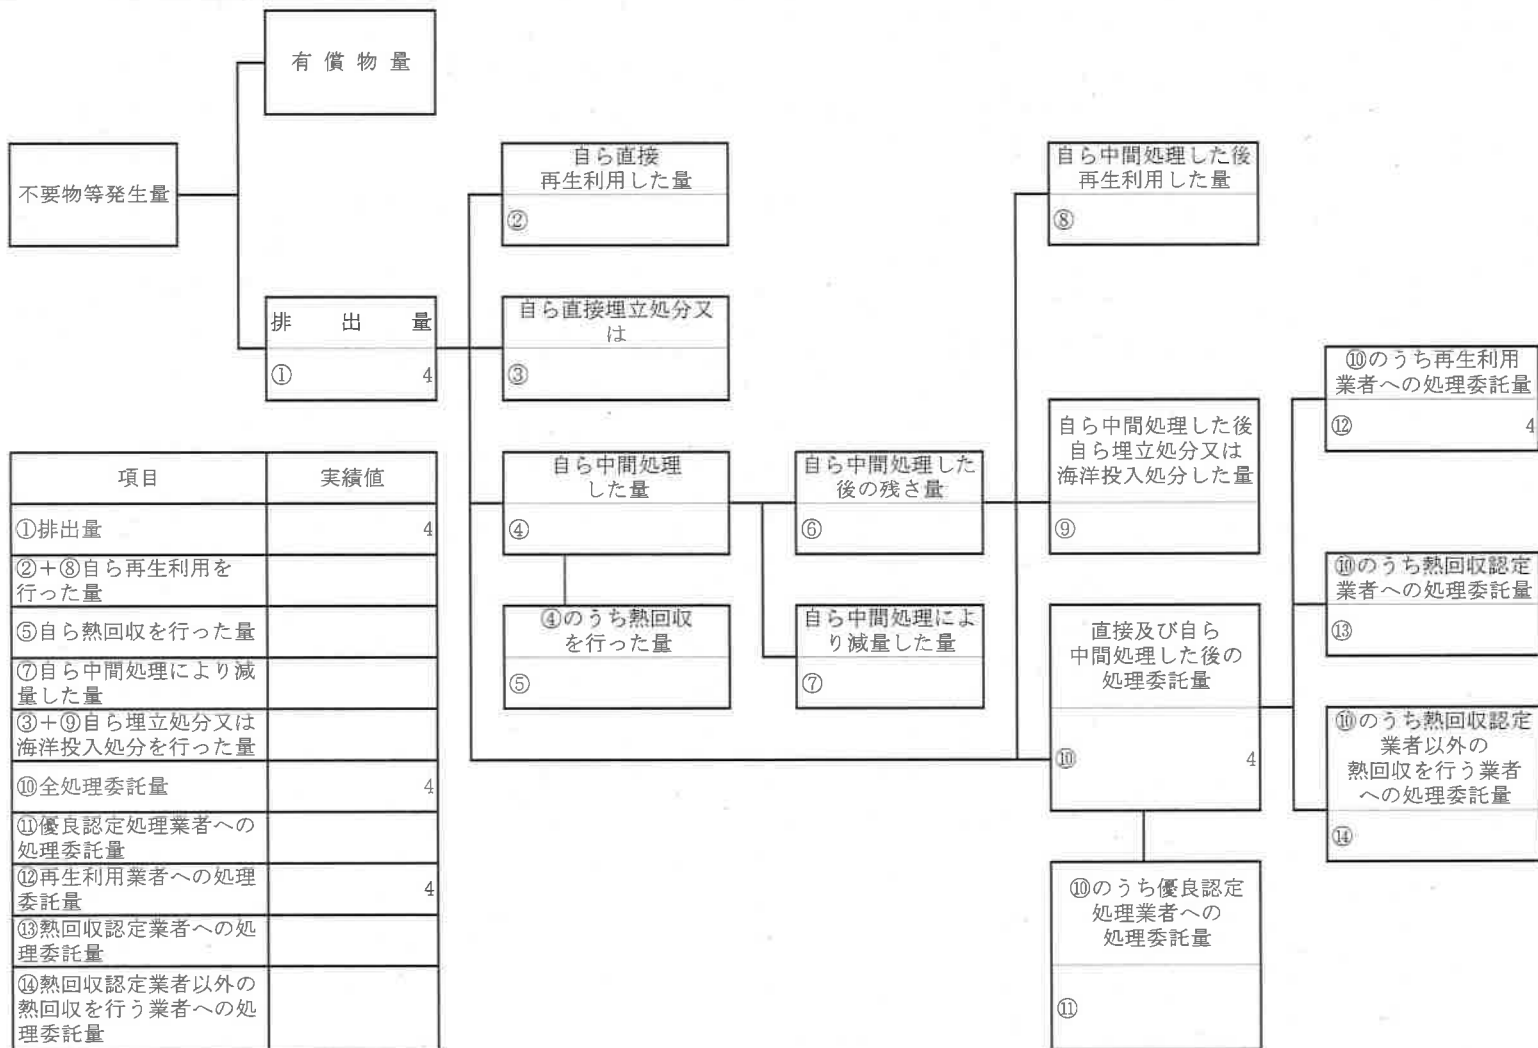 有償物量
不要物等発生量
排出量
① 4
自ら直接
再生利用した量
②
自ら直接埋立処分又
は
③
自ら中間処理
した量
④
④のうち熱回収
を行った量
⑤
自ら中間処理した
後の残さ量
⑥
自ら中間処理によ
り減量した量
⑦
自ら中間処理した後
再生利用した量
⑧
自ら中間処理した後
自ら埋立処分又は
海洋投入処分した量
⑨
直接及び自ら
中間処理した後の
処理委託量
⑩ 4
⑩のうち優良認定
処理業者への
処理委託量
⑪
⑩のうち再生利用
業者への処理委託量
⑫ 4
⑩のうち熱回収認定
業者への処理委託量
⑬
⑩のうち熱回収認定
業者以外の
熱回収を行う業者
への処理委託量
⑭
項目 実績値
①排出量 4
②+⑧自ら再生利用を
行った量
⑤自ら熱回収を行った量
⑦自ら中間処理により減
量した量
③+⑨自ら埋立処分又は
海洋投入処分を行った量
⑩全処理委託量 4
⑪優良認定処理業者への
処理委託量
⑫再生利用業者への処理
委託量 4
⑬熱回収認定業者への処
理委託量
⑭熱回収認定業者以外の
熱回収を行う業者への処
理委託量